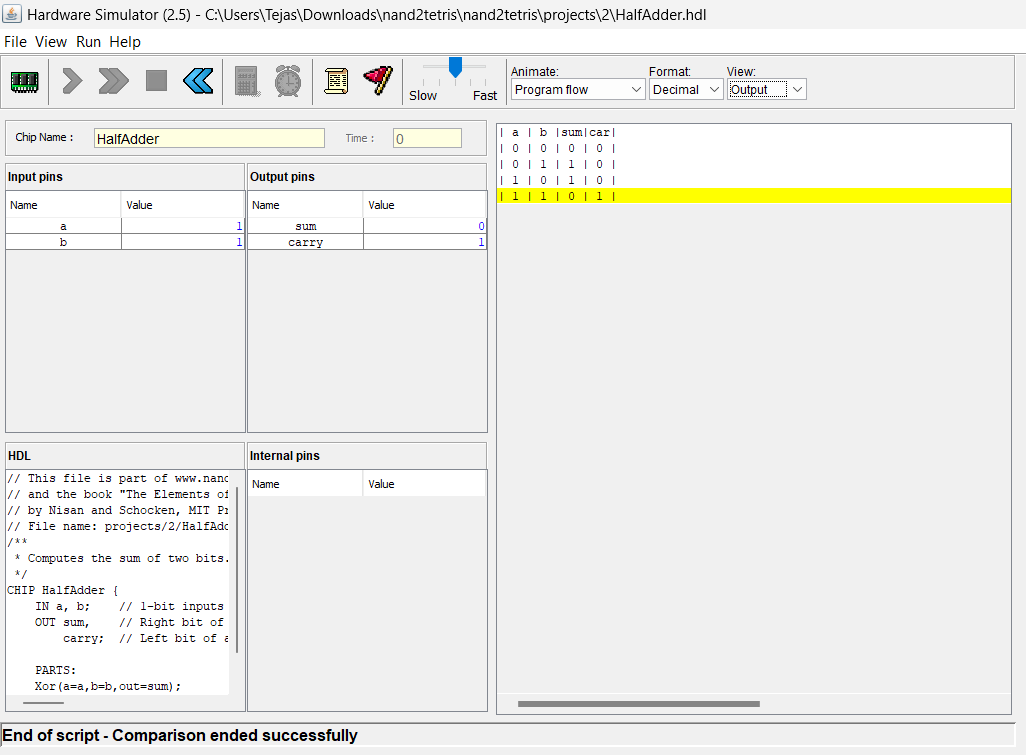 Hardware Simulator (2.5) - C:\Users\Tejas\Downloads\nand2tetris\nand2tetris\projects\2\HalfAdder.hdl
File View Run Help
Slow Fast
Animate: Format: View:
Program flow Decimal Output
Chip Name : HalfAdder Time : 0
Input pins
Name Value
a 1
b 1
Output pins
Name Value
sum 0
carry 1
| a | b |sum|car|
| 0 | 0 | 0 | 0 |
| 0 | 1 | 1 | 0 |
| 1 | 0 | 1 | 0 |
| 1 | 1 | 0 | 1 |
HDL
// This file is part of www.nand
// and the book "The Elements of
// by Nisan and Schocken, MIT Pr
// File name: projects/2/HalfAdd
/**
* Computes the sum of two bits.
*/
CHIP HalfAdder {
IN a, b; // 1-bit inputs
OUT sum, // Right bit of
carry; // Left bit of a
PARTS:
Xor(a=a,b=b,out=sum);
Internal pins
Name Value
End of script - Comparison ended successfully